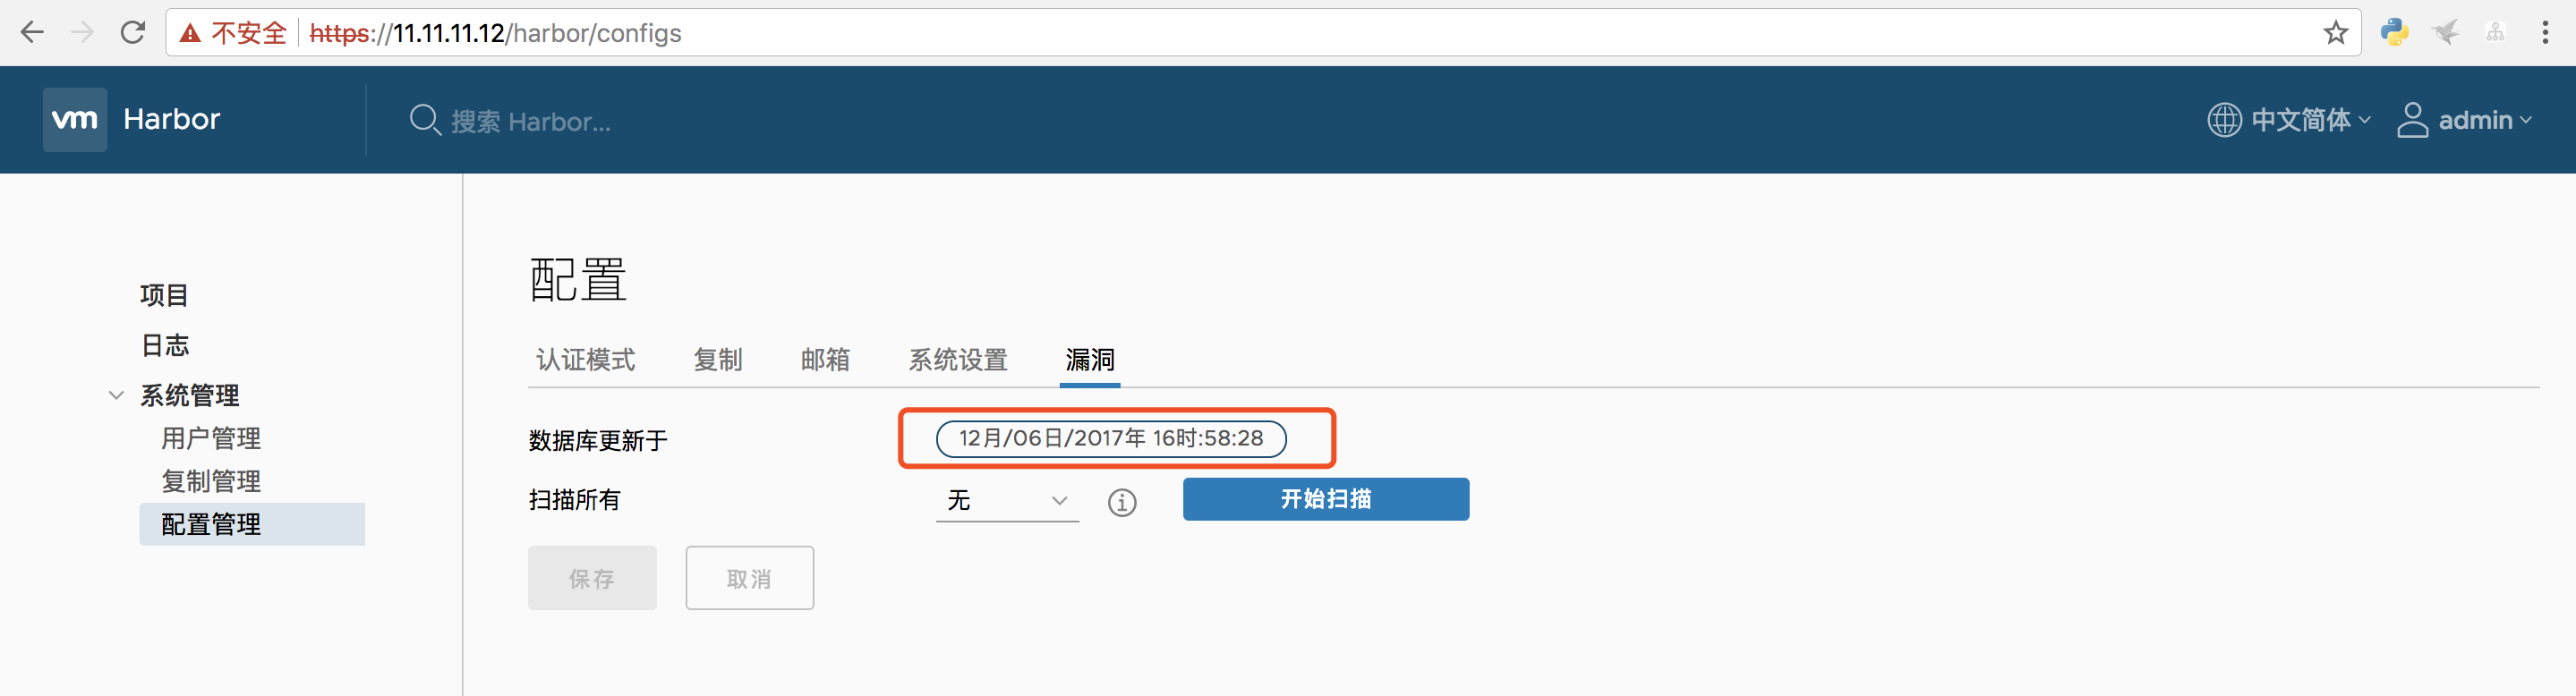 不安全 https://11.11.11.12/harbor/configs
vm Harbor 搜索 Harbor... 中文简体 admin
项目
日志
系统管理
用户管理
复制管理
配置管理
配置
认证模式 复制 邮箱 系统设置 漏洞
数据库更新于 12月/06日/2017年 16时:58:28
扫描所有 无 开始扫描
保存 取消